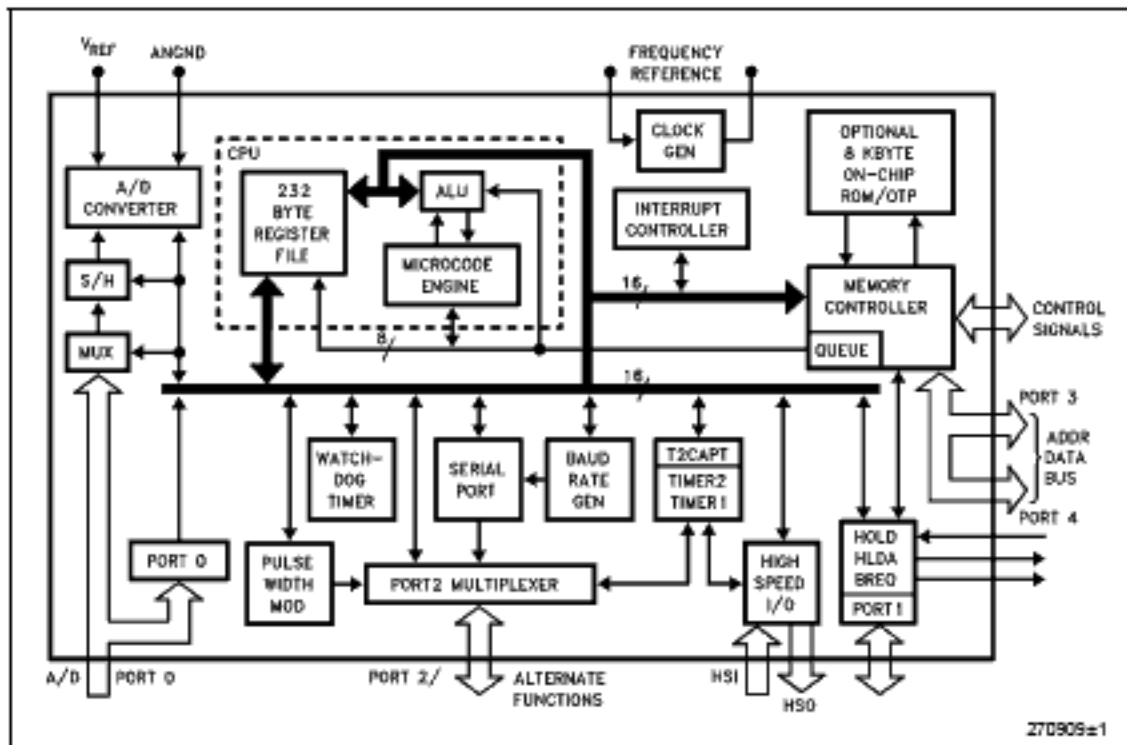 VREF
ANGND
FREQUENCY
REFERENCE
CPU
CLOCK
GEN
OPTIONAL
8 KBYTE
ON-CHIP
ROM/OTP
A/D
CONVERTER
232
BYTE
REGISTER
FILE
ALU
INTERRUPT
CONTROLLER
S/H
MICROCODE
ENGINE
16/
MEMORY
CONTROLLER
CONTROL
SIGNALS
MUX
8/
QUEUE
16/
PORT 3
WATCH-
DOG
TIMER
SERIAL
PORT
BAUD
RATE
GEN
T2CAPT
TIMER2
TIMER1
ADDR
DATA
BUS
PORT 4
PORT 0
PULSE
WIDTH
MOD
PORT2 MULTIPLEXER
HIGH
SPEED
I/O
HOLD
HLDA
BREQ
PORT1
A/D
PORT 0
PORT 2/
ALTERNATE
FUNCTIONS
HSI
HSO
270909±1